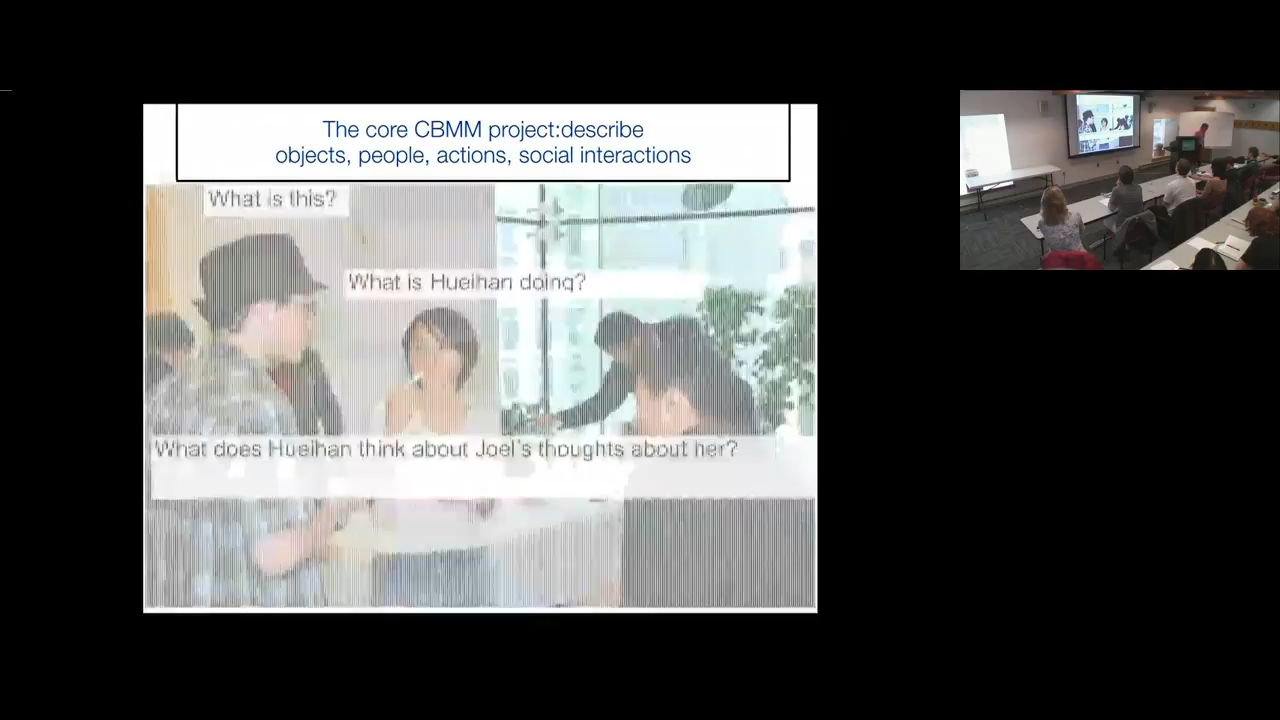 The core CBMM project:describe
objects, people, actions, social interactions
What is this?
What is Hueihan doing?
What does Hueihan think about Joel's thoughts about her?